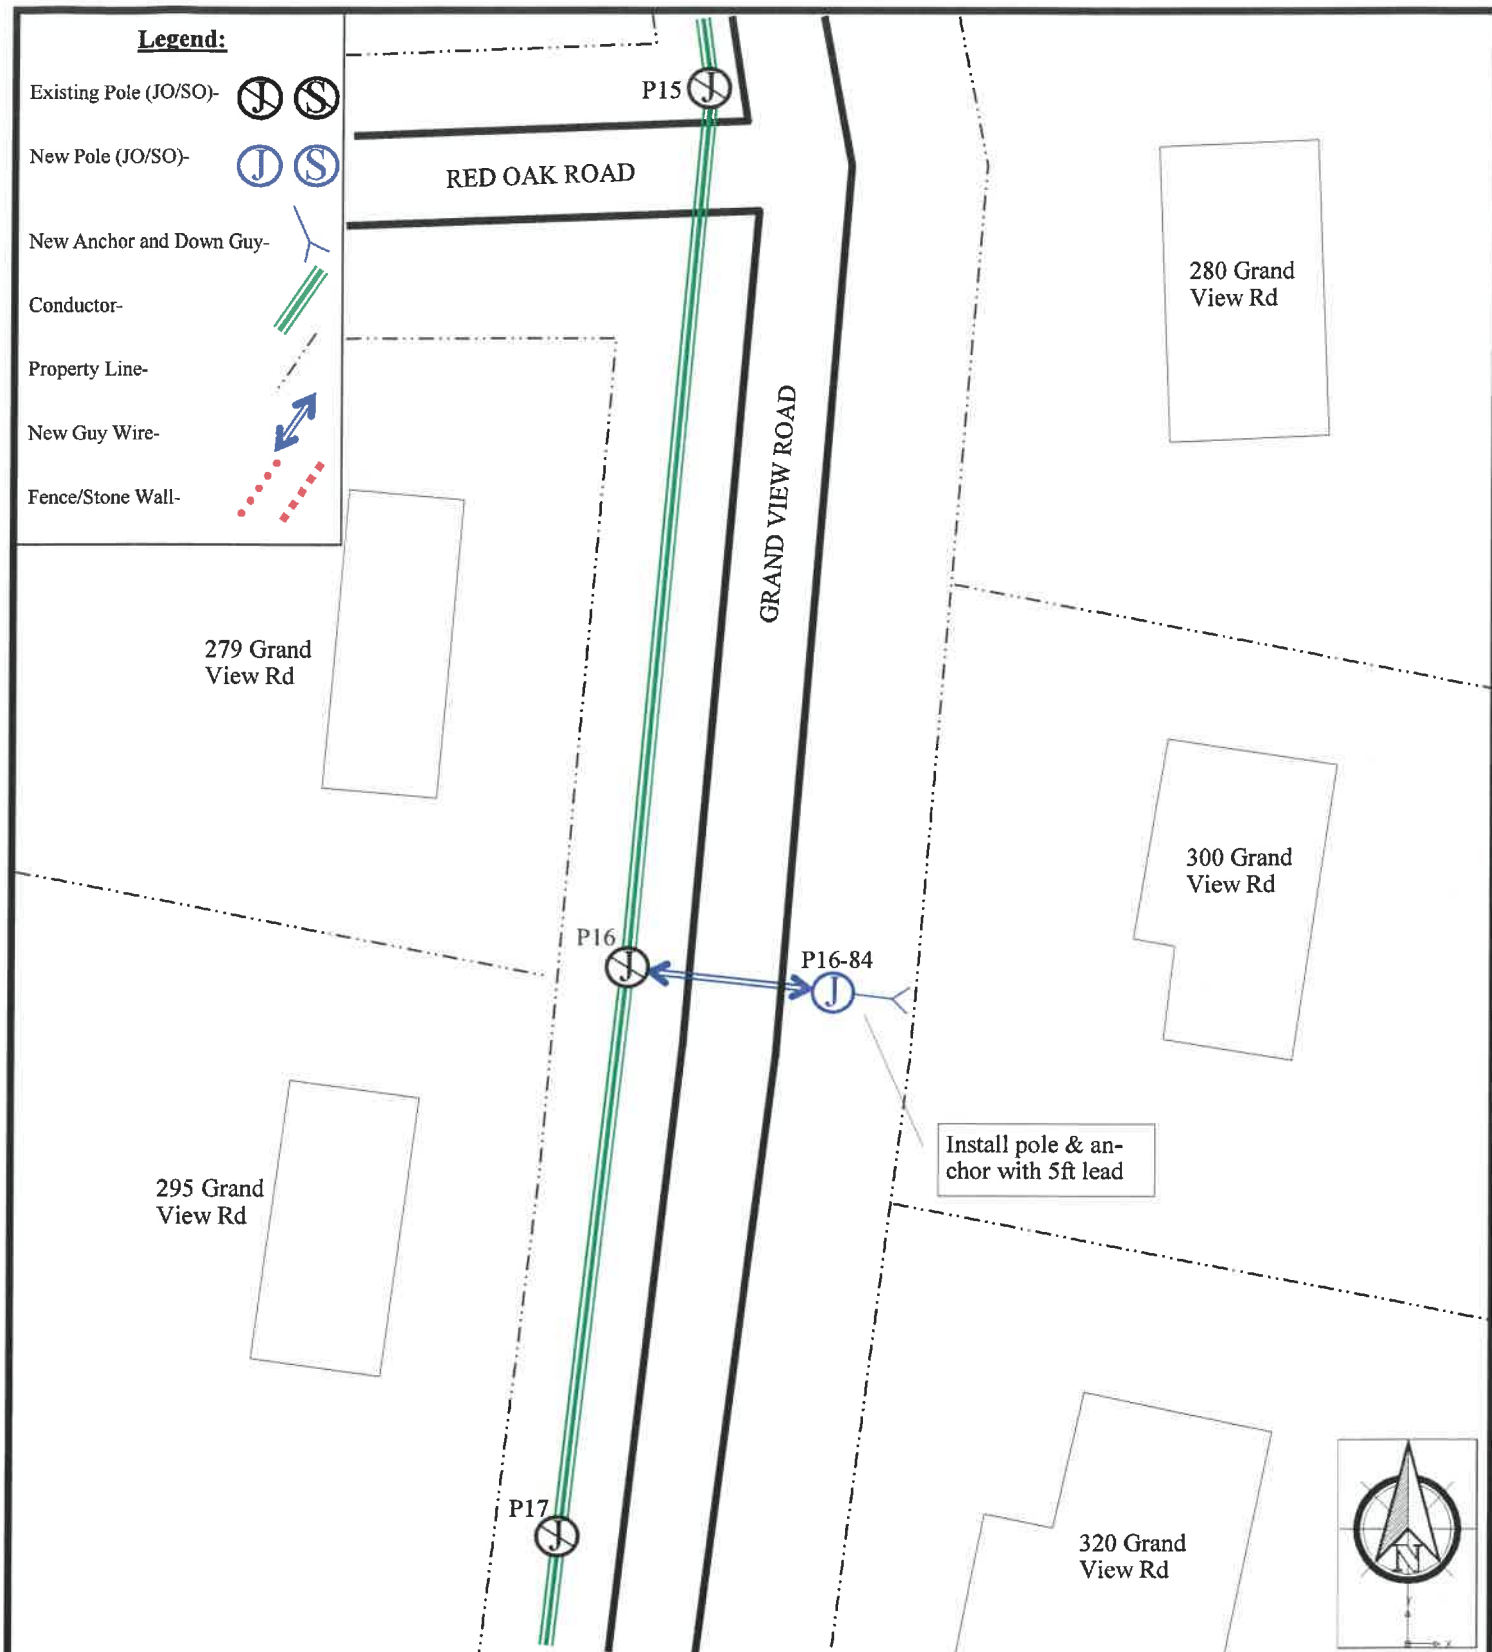 Legend:
Existing Pole (JO/SO)-
J S
New Pole (JO/SO)-
J S
New Anchor and Down Guy-
Conductor-
Property Line-
New Guy Wire-
Fence/Stone Wall-
P15
J
RED OAK ROAD
280 Grand
View Rd
GRAND VIEW ROAD
279 Grand
View Rd
300 Grand
View Rd
P16
J
P16-84
J
Install pole & an-
chor with 5ft lead
295 Grand
View Rd
P17
J
320 Grand
View Rd
N
Y
X